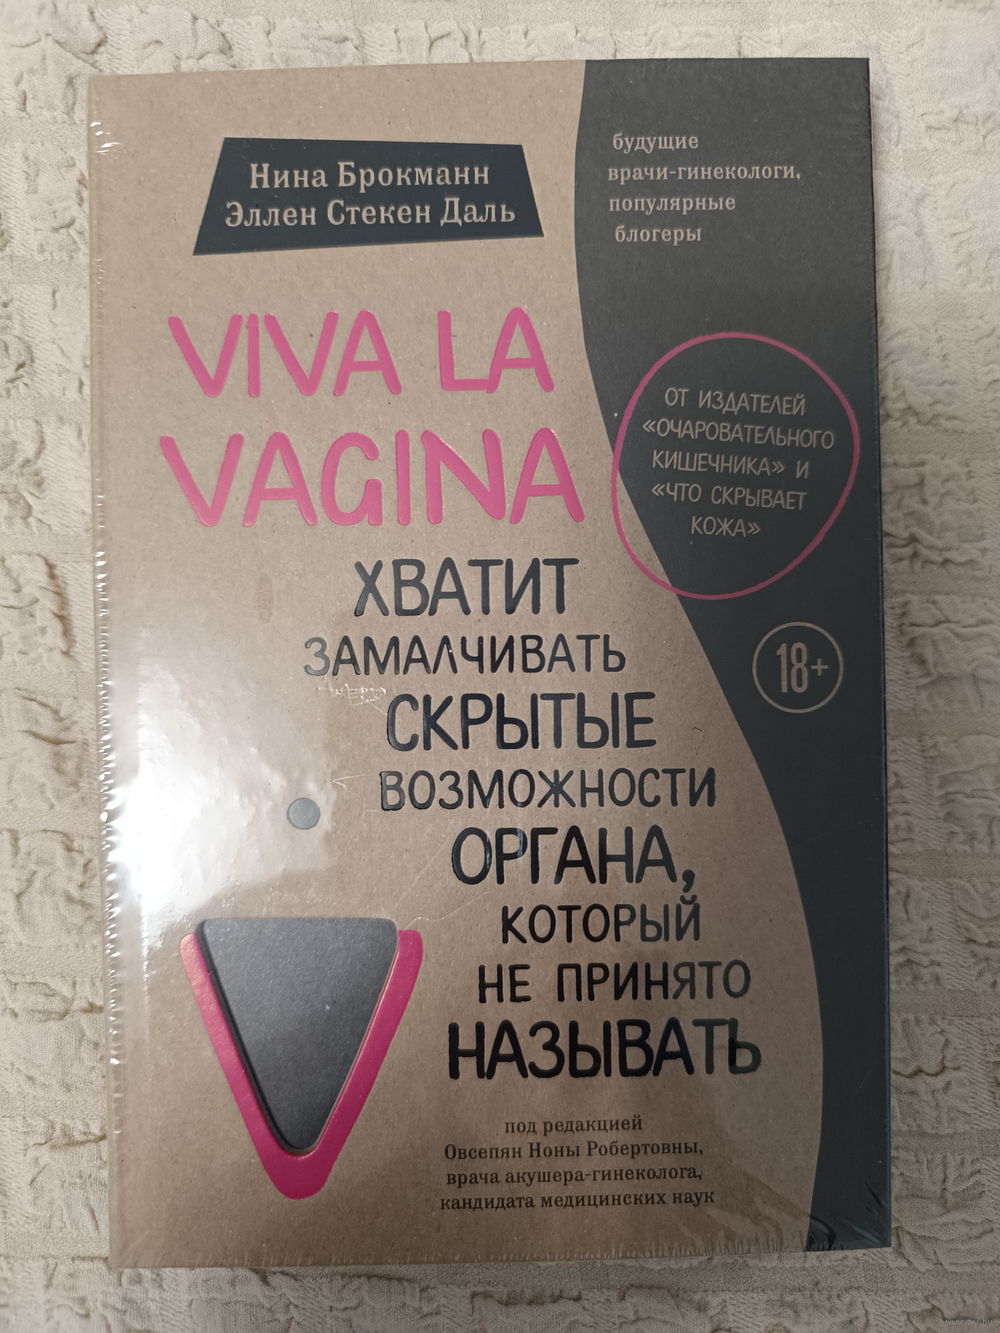 Нина Брокманн
Эллен Стекен Даль
будущие
врачи-гинекологи,
популярные
блогеры
VIVA LA
VAGINA
ОТ ИЗДАТЕЛЕЙ
«ОЧАРОВАТЕЛЬНОГО
КИШЕЧНИКА» И
«ЧТО СКРЫВАЕТ
КОЖА»
18+
ХВАТИТ
ЗАМАЛЧИВАТЬ
СКРЫТЫЕ
ВОЗМОЖНОСТИ
ОРГАНА,
КОТОРЫЙ
НЕ ПРИНЯТО
НАЗЫВАТЬ
под редакцией
Овсепян Ноны Робертовны,
врача акушера-гинеколога,
кандидата медицинских наук